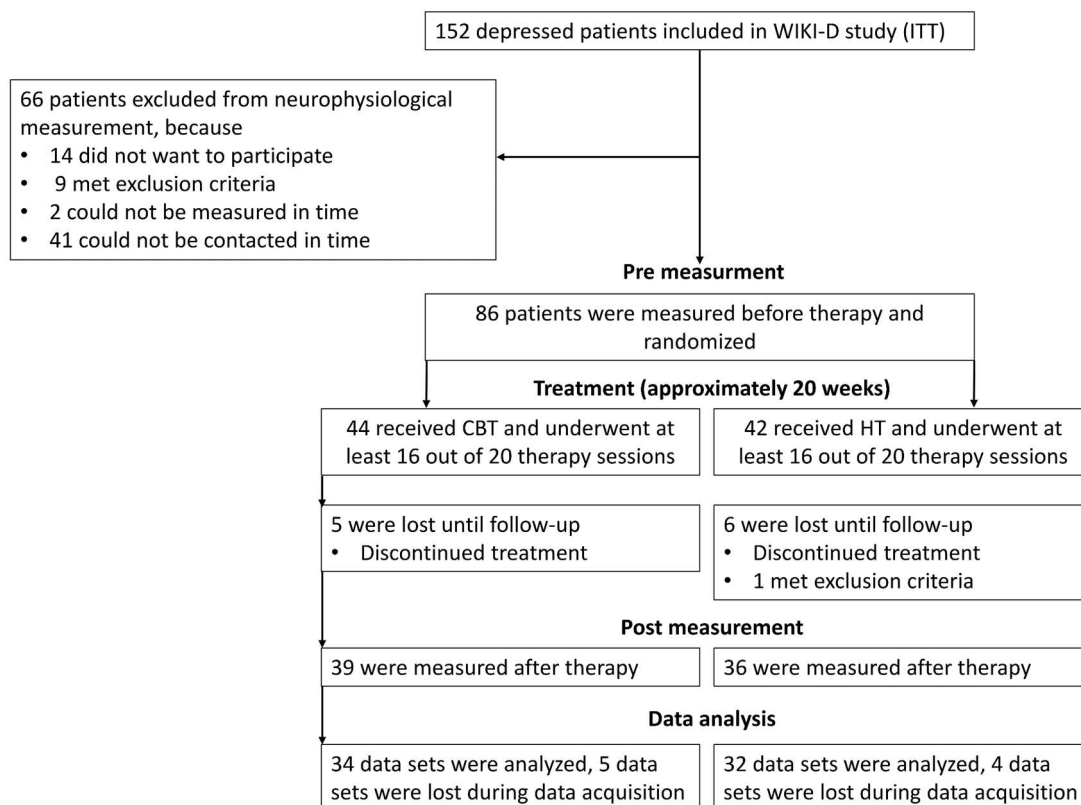 152 depressed patients included in WIKI-D study (ITT)
66 patients excluded from neurophysiological
measurement, because
• 14 did not want to participate
• 9 met exclusion criteria
• 2 could not be measured in time
• 41 could not be contacted in time
Pre measurment
86 patients were measured before therapy and
randomized
Treatment (approximately 20 weeks)
44 received CBT and underwent at
least 16 out of 20 therapy sessions
42 received HT and underwent at
least 16 out of 20 therapy sessions
5 were lost until follow-up
• Discontinued treatment
6 were lost until follow-up
• Discontinued treatment
• 1 met exclusion criteria
Post measurement
39 were measured after therapy
36 were measured after therapy
Data analysis
34 data sets were analyzed, 5 data
sets were lost during data acquisition
32 data sets were analyzed, 4 data
sets were lost during data acquisition